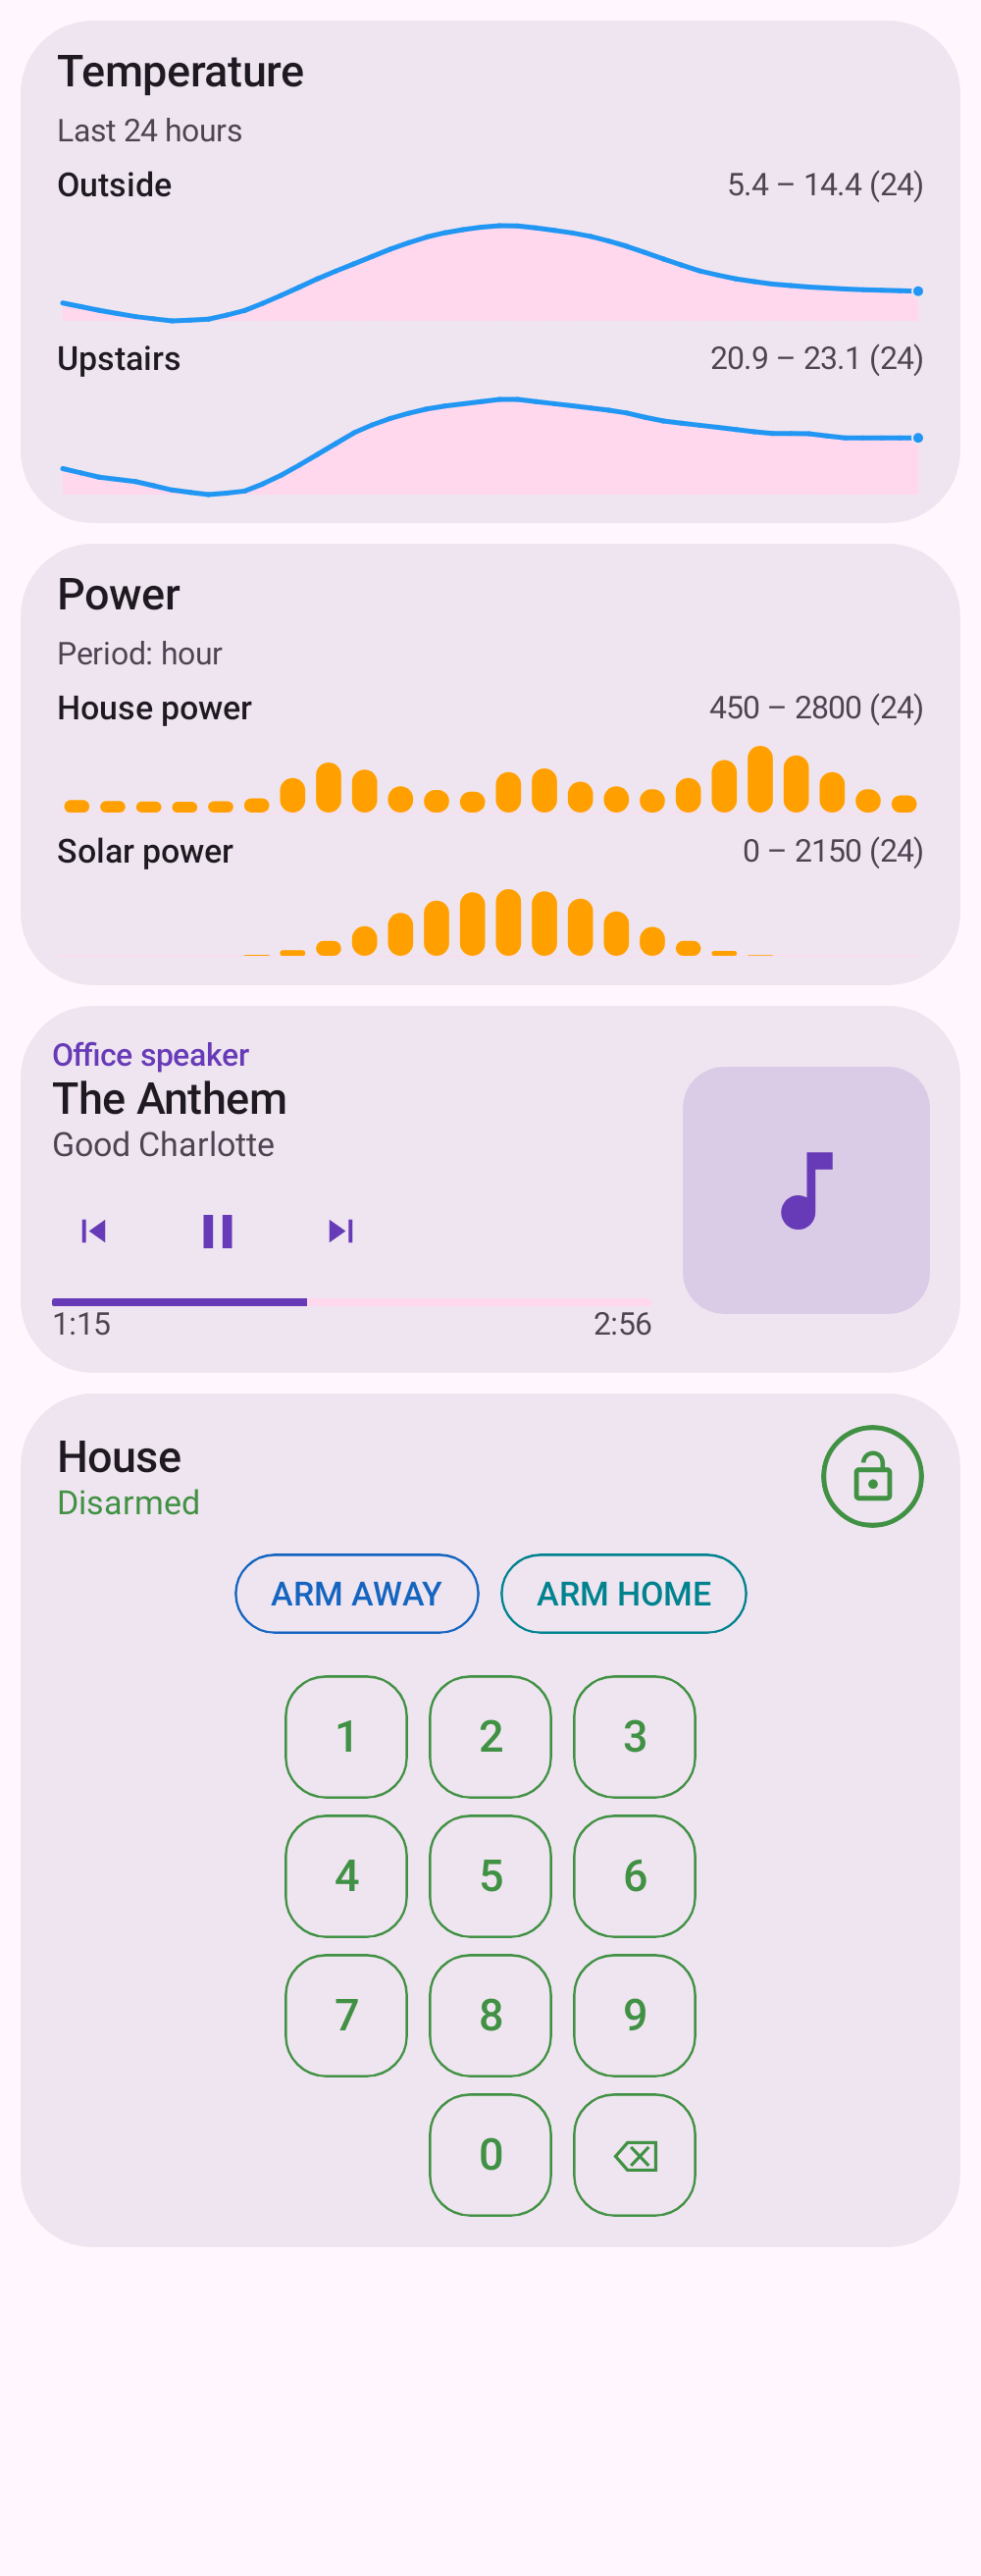 Temperature
Last 24 hours
Outside 5.4 – 14.4 (24)
Upstairs 20.9 – 23.1 (24)
Power
Period: hour
House power 450 – 2800 (24)
Solar power 0 – 2150 (24)
Office speaker
The Anthem
Good Charlotte
1:15 2:56
House
Disarmed
ARM AWAY ARM HOME
1 2 3
4 5 6
7 8 9
0